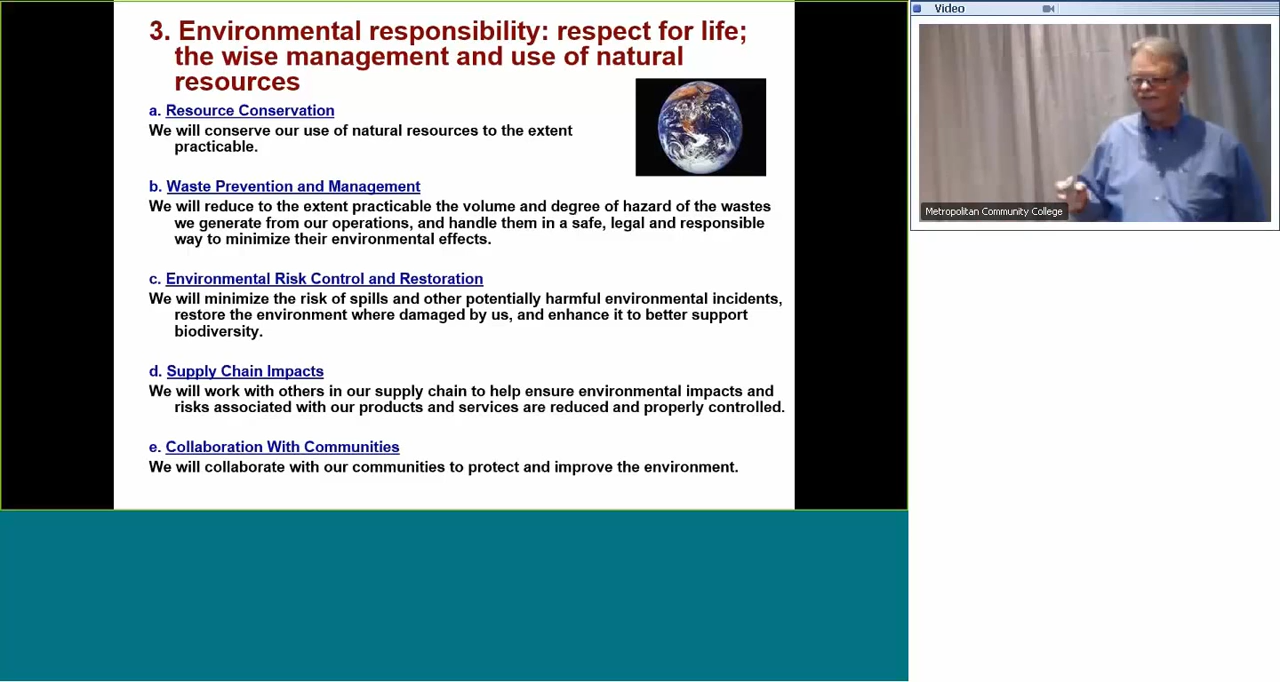 3. Environmental responsibility: respect for life;
the wise management and use of natural
resources
a. Resource Conservation
We will conserve our use of natural resources to the extent
practicable.
b. Waste Prevention and Management
We will reduce to the extent practicable the volume and degree of hazard of the wastes
we generate from our operations, and handle them in a safe, legal and responsible
way to minimize their environmental effects.
c. Environmental Risk Control and Restoration
We will minimize the risk of spills and other potentially harmful environmental incidents,
restore the environment where damaged by us, and enhance it to better support
biodiversity.
d. Supply Chain Impacts
We will work with others in our supply chain to help ensure environmental impacts and
risks associated with our products and services are reduced and properly controlled.
e. Collaboration With Communities
We will collaborate with our communities to protect and improve the environment.
Video
Metropolitan Community College